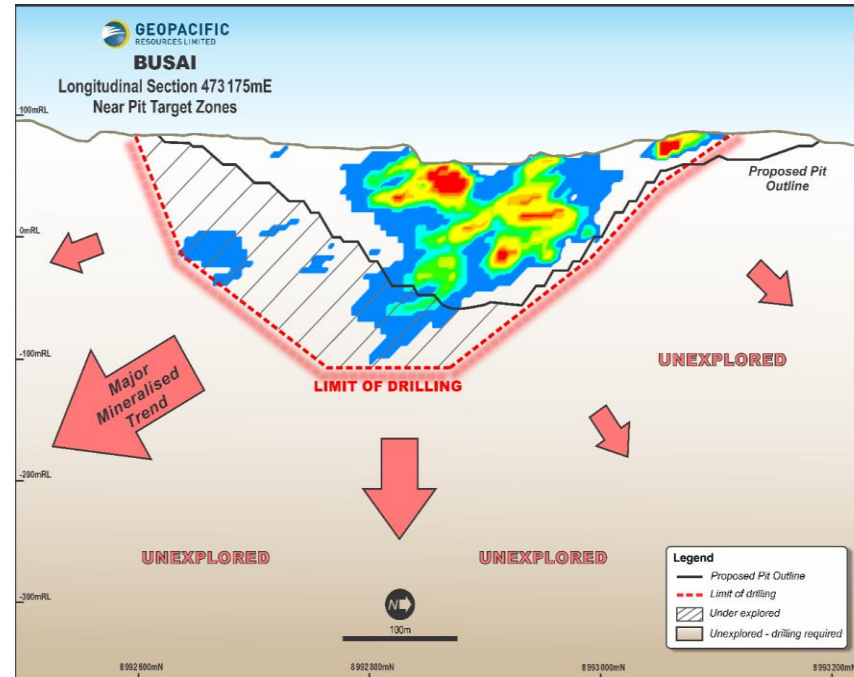 GEOPACIFIC
RESOURCES LIMITED
BUSAI
Longitudinal Section 473175mE
Near Pit Target Zones
100mRL
Proposed Pit
Outline
0mRL
UNEXPLORED
-100mRL
LIMIT OF DRILLING
Major
Mineralised
Trend
-200mRL
UNEXPLORED
UNEXPLORED
Legend
Proposed Pit Outline
Limit of drilling
Under explored
Unexplored - drilling required
-300mRL
N
100m
8992600mN
8992800mN
8993000mN
8993200mN